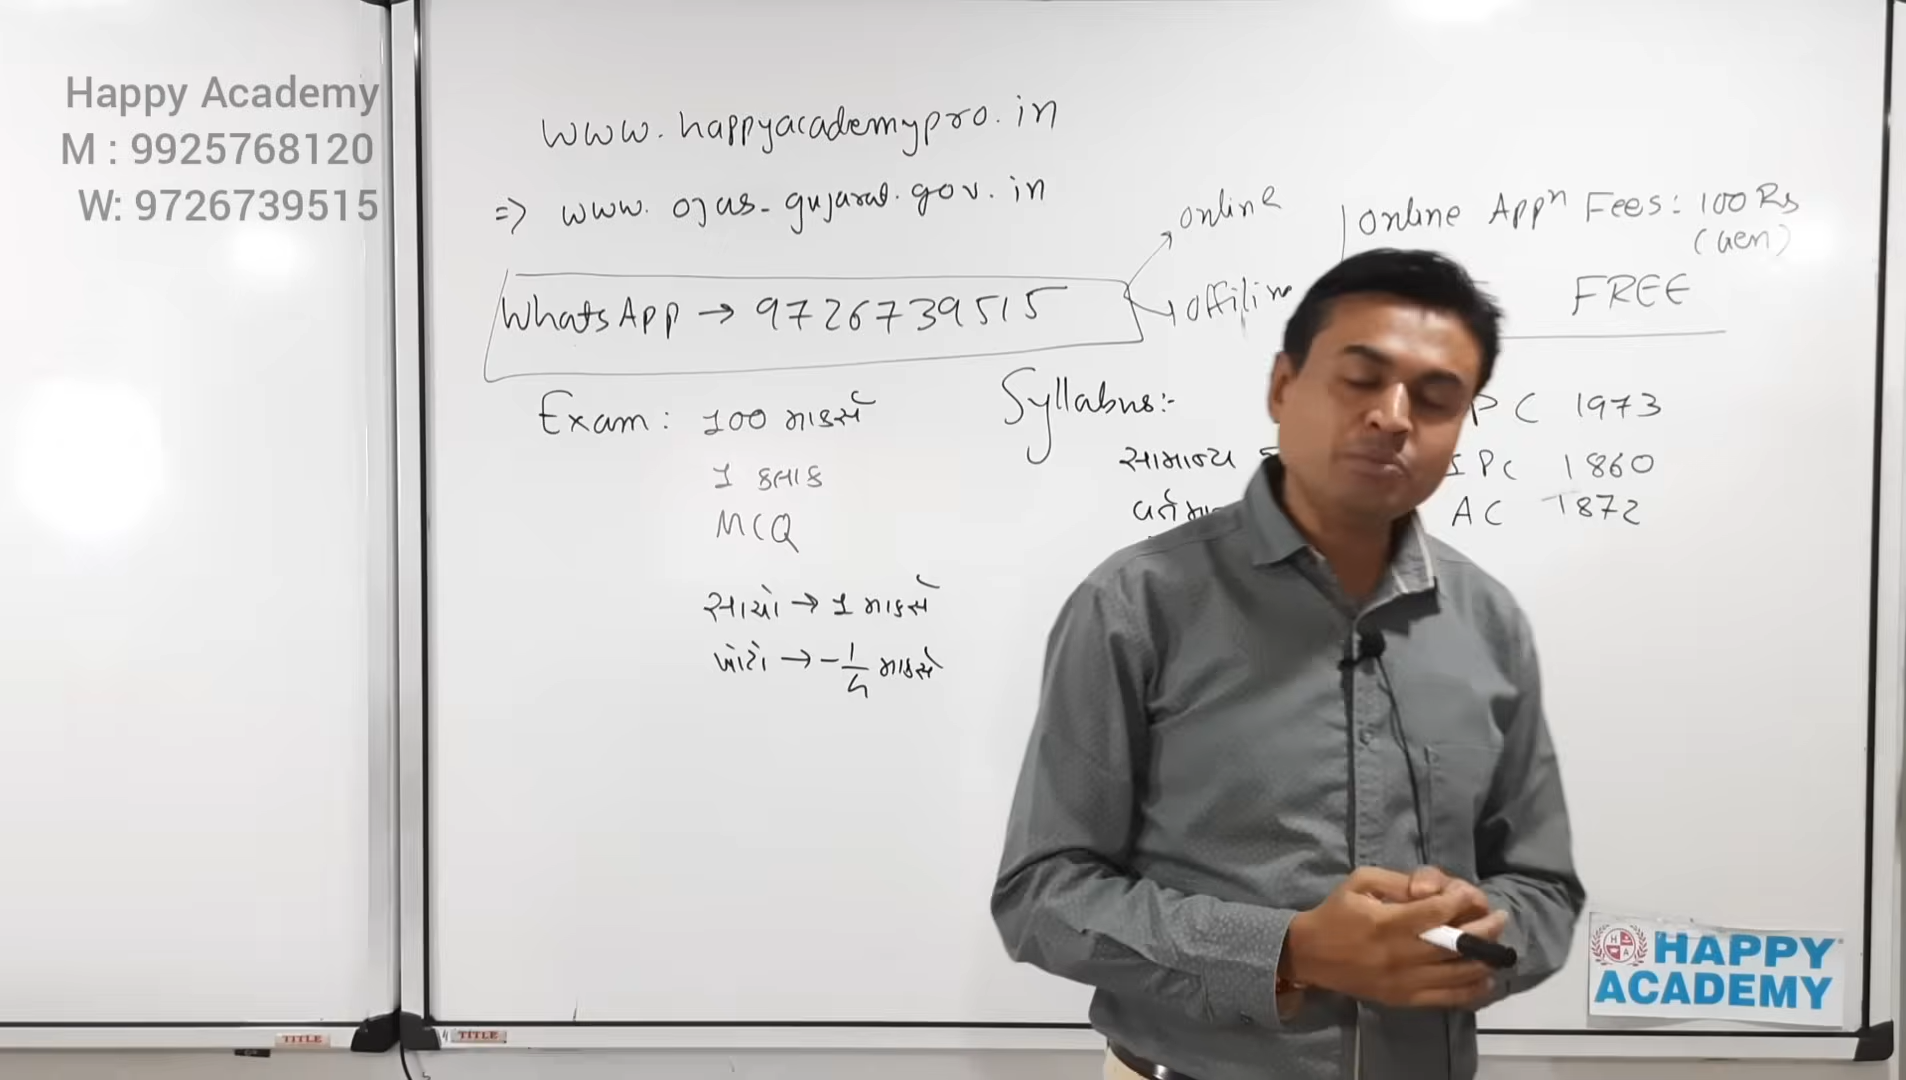 Happy Academy
M : 9925768120
W: 9726739515
www.happyacademypro.in
=> www.ojas-gujarat.gov.in
WhatsApp → 9726739515
online
offilin
Online Appⁿ Fees: 100 Rs
(Gen)
FREE
Exam: 100 માર્ક્સ
1 કલાક
MCQ
સાચો → 1 માર્ક્સ
ખોટો → -1/4 માર્ક્સ
Syllabus:-
સામાન્ય
PC 1973
IPC 1860
AC 1872
HAPPY
ACADEMY
TITLE
TITLE